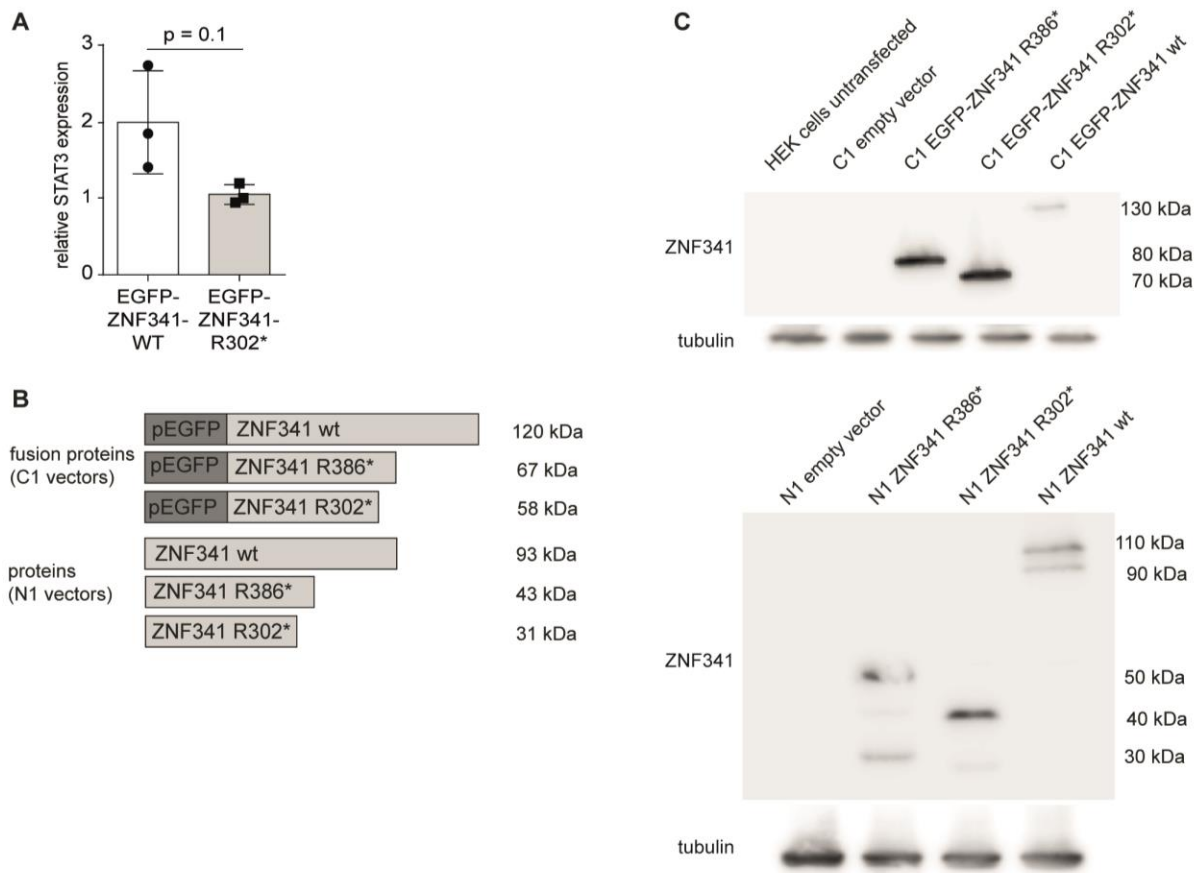 A
p = 0.1
3
2
1
0
relative STAT3 expression
EGFP-
ZNF341-
WT
EGFP-
ZNF341-
R302*
B
fusion proteins
(C1 vectors)
pEGFP ZNF341 wt 120 kDa
pEGFP ZNF341 R386* 67 kDa
pEGFP ZNF341 R302* 58 kDa
proteins
(N1 vectors)
ZNF341 wt 93 kDa
ZNF341 R386* 43 kDa
ZNF341 R302* 31 kDa
C
HEK cells untransfected
C1 empty vector
C1 EGFP-ZNF341 R386*
C1 EGFP-ZNF341 R302*
C1 EGFP-ZNF341 wt
ZNF341
130 kDa
80 kDa
70 kDa
tubulin
N1 empty vector
N1 ZNF341 R386*
N1 ZNF341 R302*
N1 ZNF341 wt
110 kDa
90 kDa
ZNF341
50 kDa
40 kDa
30 kDa
tubulin